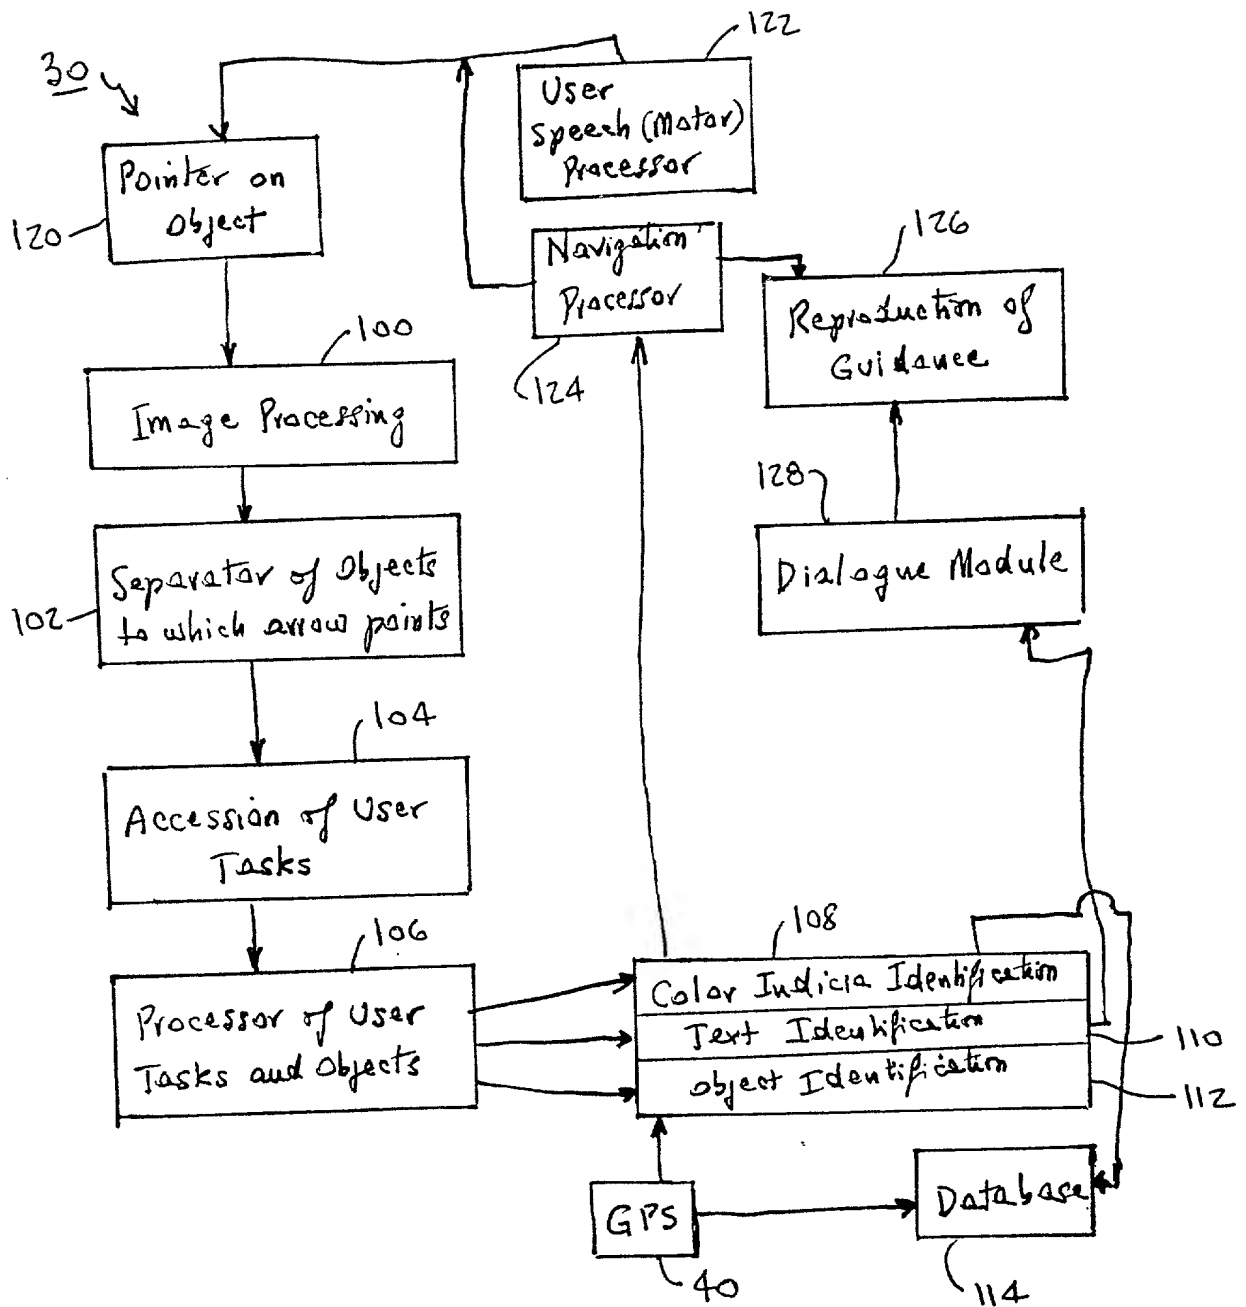 30
122
User
Speech (Motor)
Processor
Pointer on
Object
120
Navigation
Processor
124
126
Reproduction of
Guidance
100
Image Processing
128
Dialogue Module
Separator of Objects
to which arrow points
102
104
Accession of User
Tasks
106
Processor of User
Tasks and Objects
108
Color Indicia Identification
Text Identification
110
Object Identification
112
GPS
40
Database
114